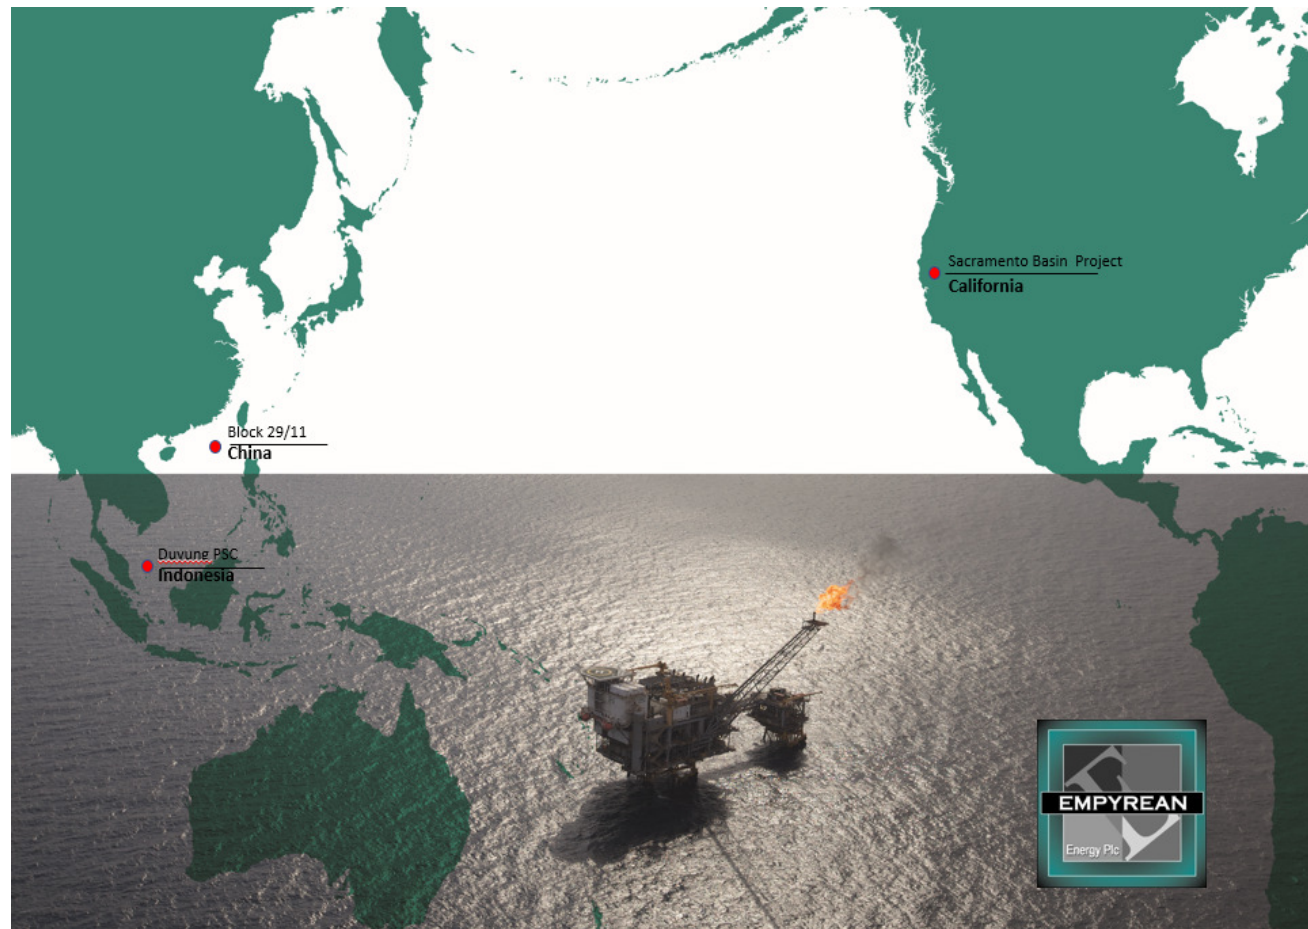 Sacramento Basin Project
California
Block 29/11
China
Duyung PSC
Indonesia
EMPYREAN
Energy Plc